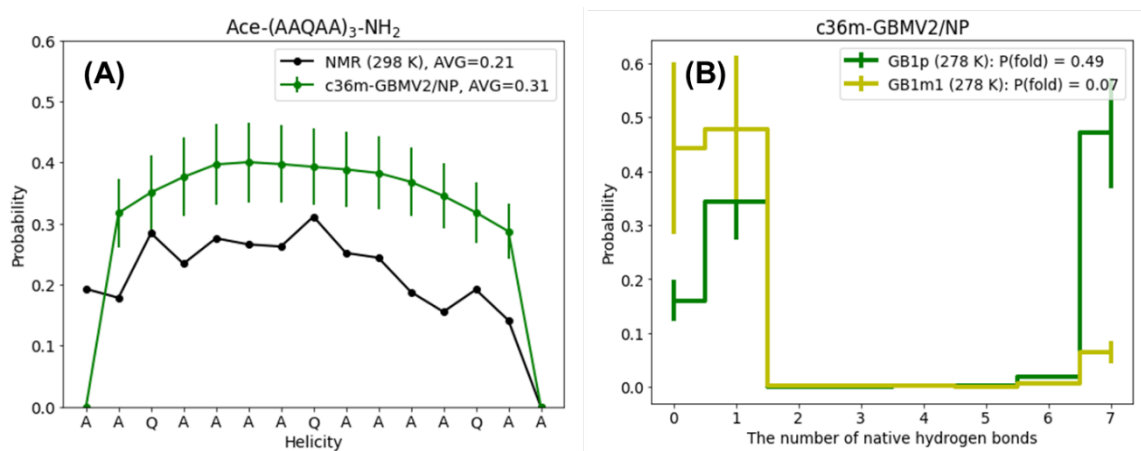 Ace-(AAQAA)₃-NH₂
(A)
NMR (298 K), AVG=0.21
c36m-GBMV2/NP, AVG=0.31
Probability
0.6
0.5
0.4
0.3
0.2
0.1
0.0
A A Q A A A A Q A A A A Q A A
Helicity
c36m-GBMV2/NP
(B)
GB1p (278 K): P(fold) = 0.49
GB1m1 (278 K): P(fold) = 0.07
Probability
0.6
0.5
0.4
0.3
0.2
0.1
0.0
0 1 2 3 4 5 6 7
The number of native hydrogen bonds